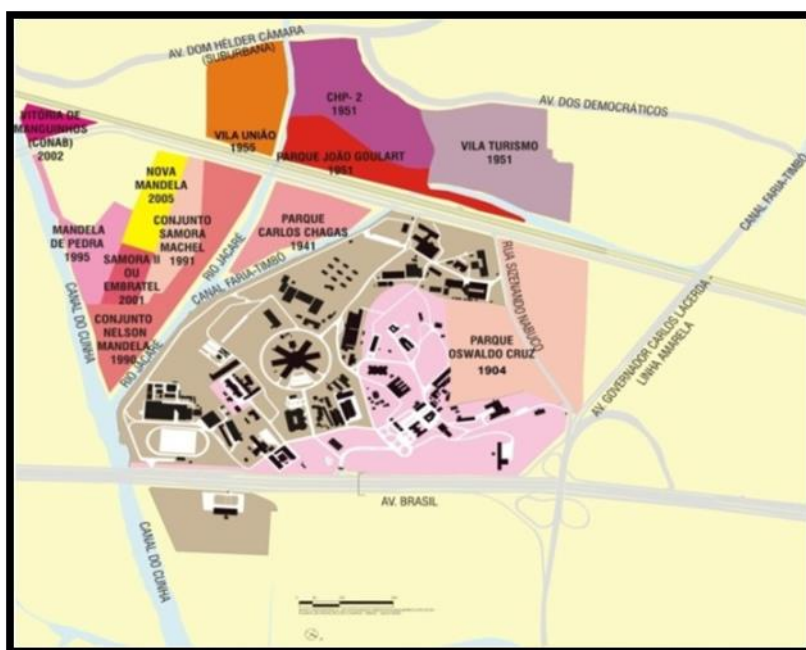 AV. DOM HÉLDER CÂMARA
(SUBURBANA)
CHP- 2
1951
AV. DOS DEMOCRÁTICOS
VITÓRIA DE
MANGUINHOS
(CONAB)
2002
VILA UNIÃO
1955
PARQUE JOÃO GOULART
1951
VILA TURISMO
1951
NOVA
MANDELA
2005
CANAL FARIA-TIMBÓ
MANDELA
DE PEDRA
1995
CONJUNTO
SAMORA
MACHEL
1991
RIO JACARÉ
PARQUE
CARLOS CHAGAS
1941
CANAL FARIA-TIMBO
SAMORA II
OU
EMBRATEL
2001
RUA SIZENANDO NABUCO
CANAL DO CUNHA
CONJUNTO
NELSON
MANDELA
1990
RIO JACARÉ
PARQUE
OSWALDO CRUZ
1904
AV. GOVERNADOR CARLOS LACERDA -
LINHA AMARELA
AV. BRASIL
CANAL DO CUNHA